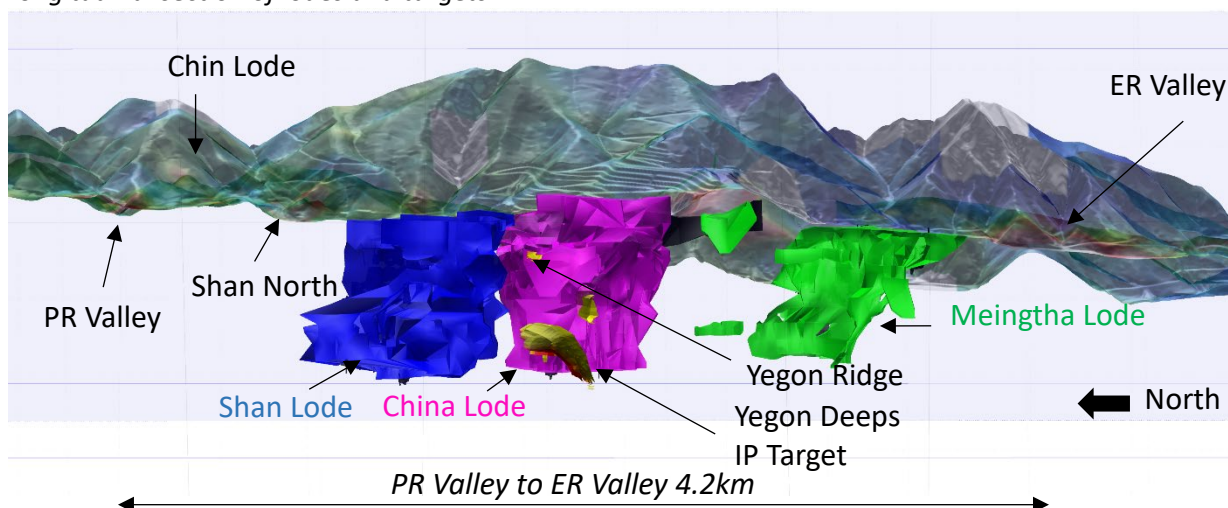 Chin Lode
ER Valley
PR Valley
Shan North
Meingtha Lode
Yegon Ridge
Shan Lode
China Lode
Yegon Deeps
IP Target
North
PR Valley to ER Valley 4.2km